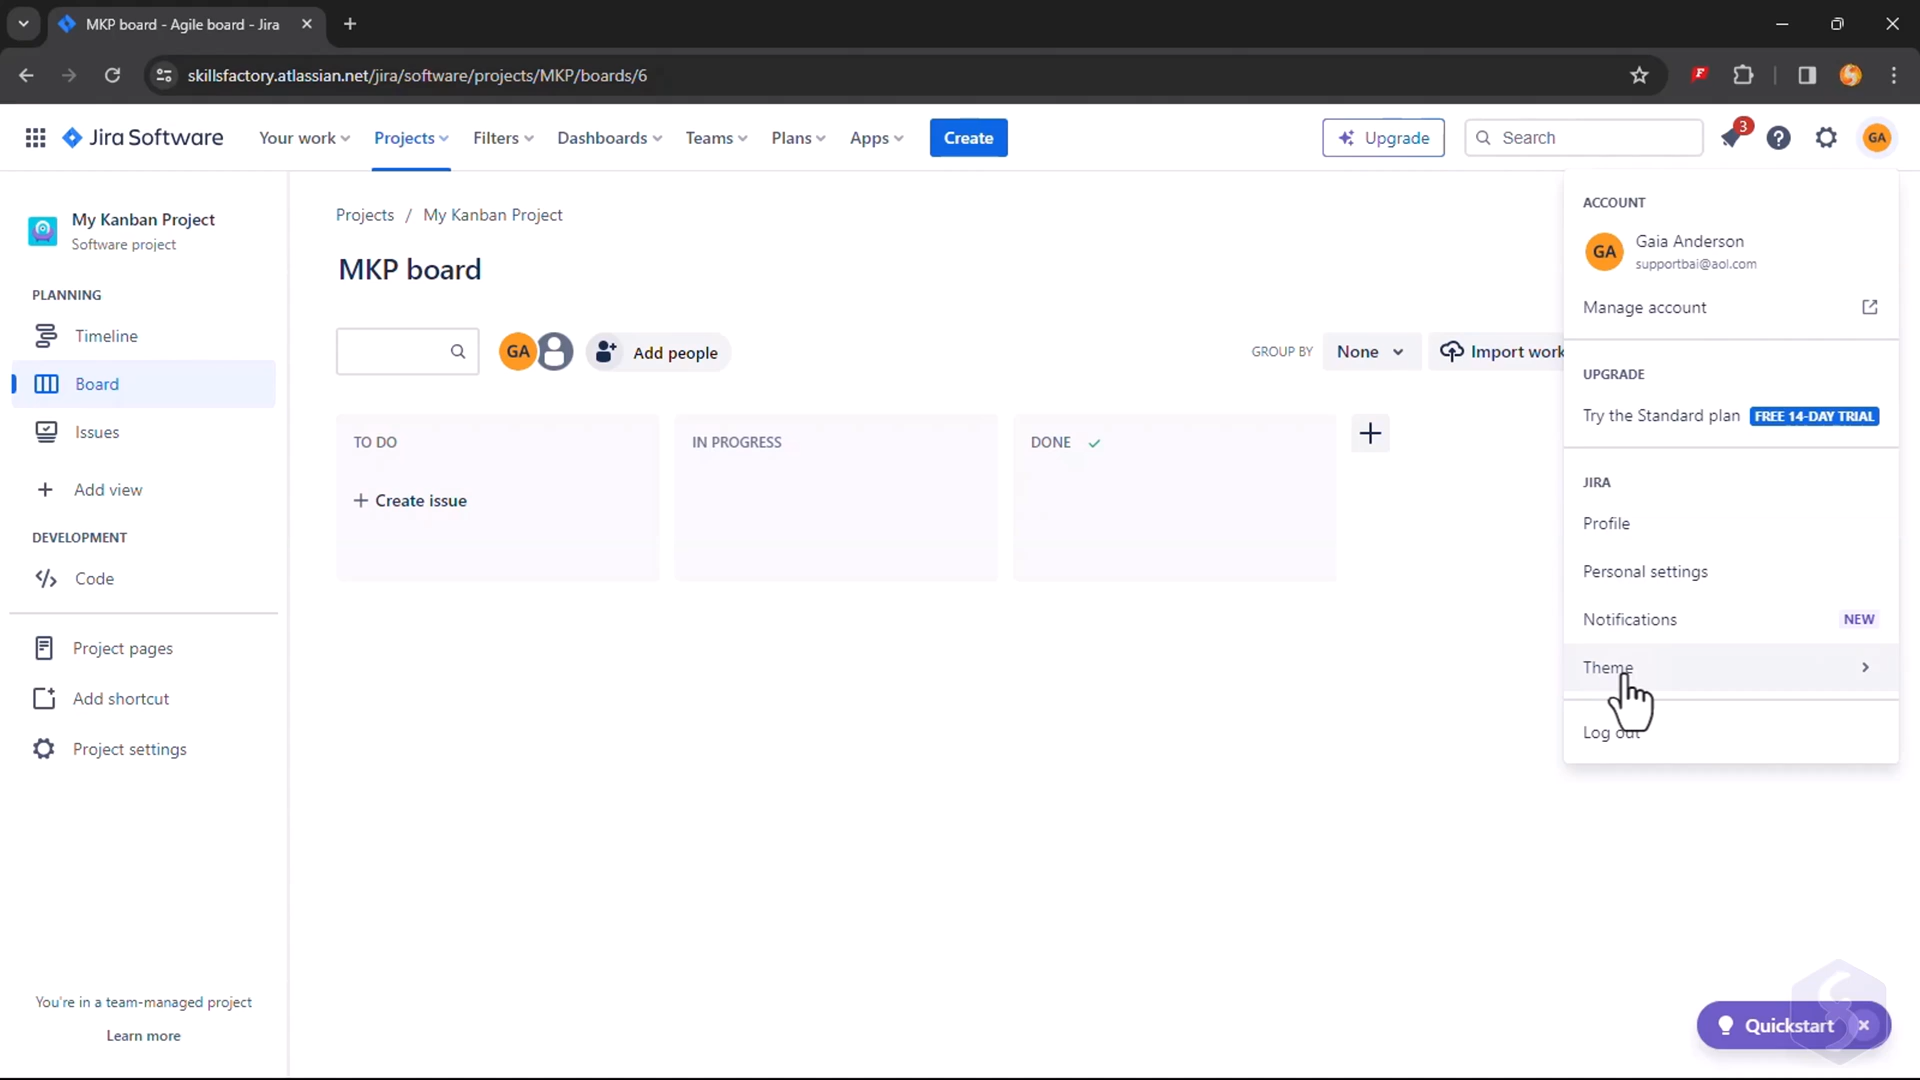 MKP board - Agile board - Jira
skillsfactory.atlassian.net/jira/software/projects/MKP/boards/6
Jira Software
Your work
Projects
Filters
Dashboards
Teams
Plans
Apps
Create
Upgrade
Search
3
GA
My Kanban Project
Software project
PLANNING
Timeline
Board
Issues
Add view
DEVELOPMENT
Code
Project pages
Add shortcut
Project settings
You're in a team-managed project
Learn more
Projects / My Kanban Project
MKP board
GA
Add people
GROUP BY
None
Import work
TO DO
Create issue
IN PROGRESS
DONE
ACCOUNT
GA
Gaia Anderson
supportbai@aol.com
Manage account
UPGRADE
Try the Standard plan FREE 14-DAY TRIAL
JIRA
Profile
Personal settings
Notifications NEW
Theme
Log out
Quickstart